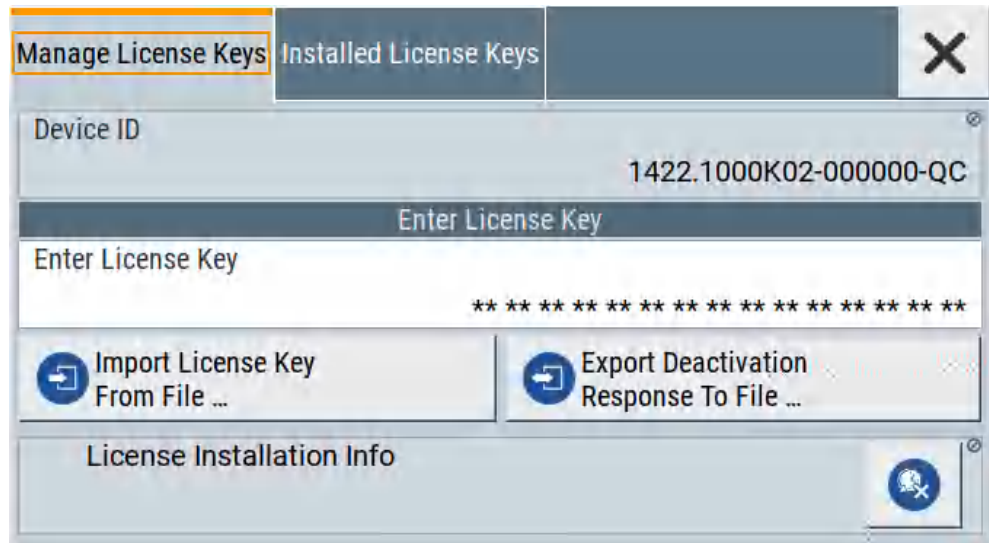 Manage License Keys
Installed License Keys
Device ID
1422.1000K02-000000-QC
Enter License Key
Enter License Key
** ** ** ** ** ** ** ** ** ** ** ** ** ** **
Import License Key
From File ...
Export Deactivation
Response To File ...
License Installation Info